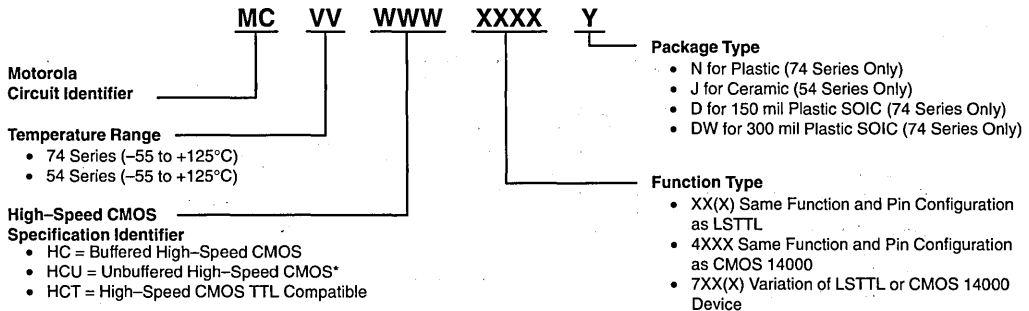 MC VV WWW XXXX Y
Motorola
Circuit Identifier
Temperature Range
• 74 Series (–55 to +125°C)
• 54 Series (–55 to +125°C)
High–Speed CMOS
Specification Identifier
• HC = Buffered High–Speed CMOS
• HCU = Unbuffered High–Speed CMOS*
• HCT = High–Speed CMOS TTL Compatible
Package Type
• N for Plastic (74 Series Only)
• J for Ceramic (54 Series Only)
• D for 150 mil Plastic SOIC (74 Series Only)
• DW for 300 mil Plastic SOIC (74 Series Only)
Function Type
• XX(X) Same Function and Pin Configuration
as LSTTL
• 4XXX Same Function and Pin Configuration
as CMOS 14000
• 7XX(X) Variation of LSTTL or CMOS 14000
Device